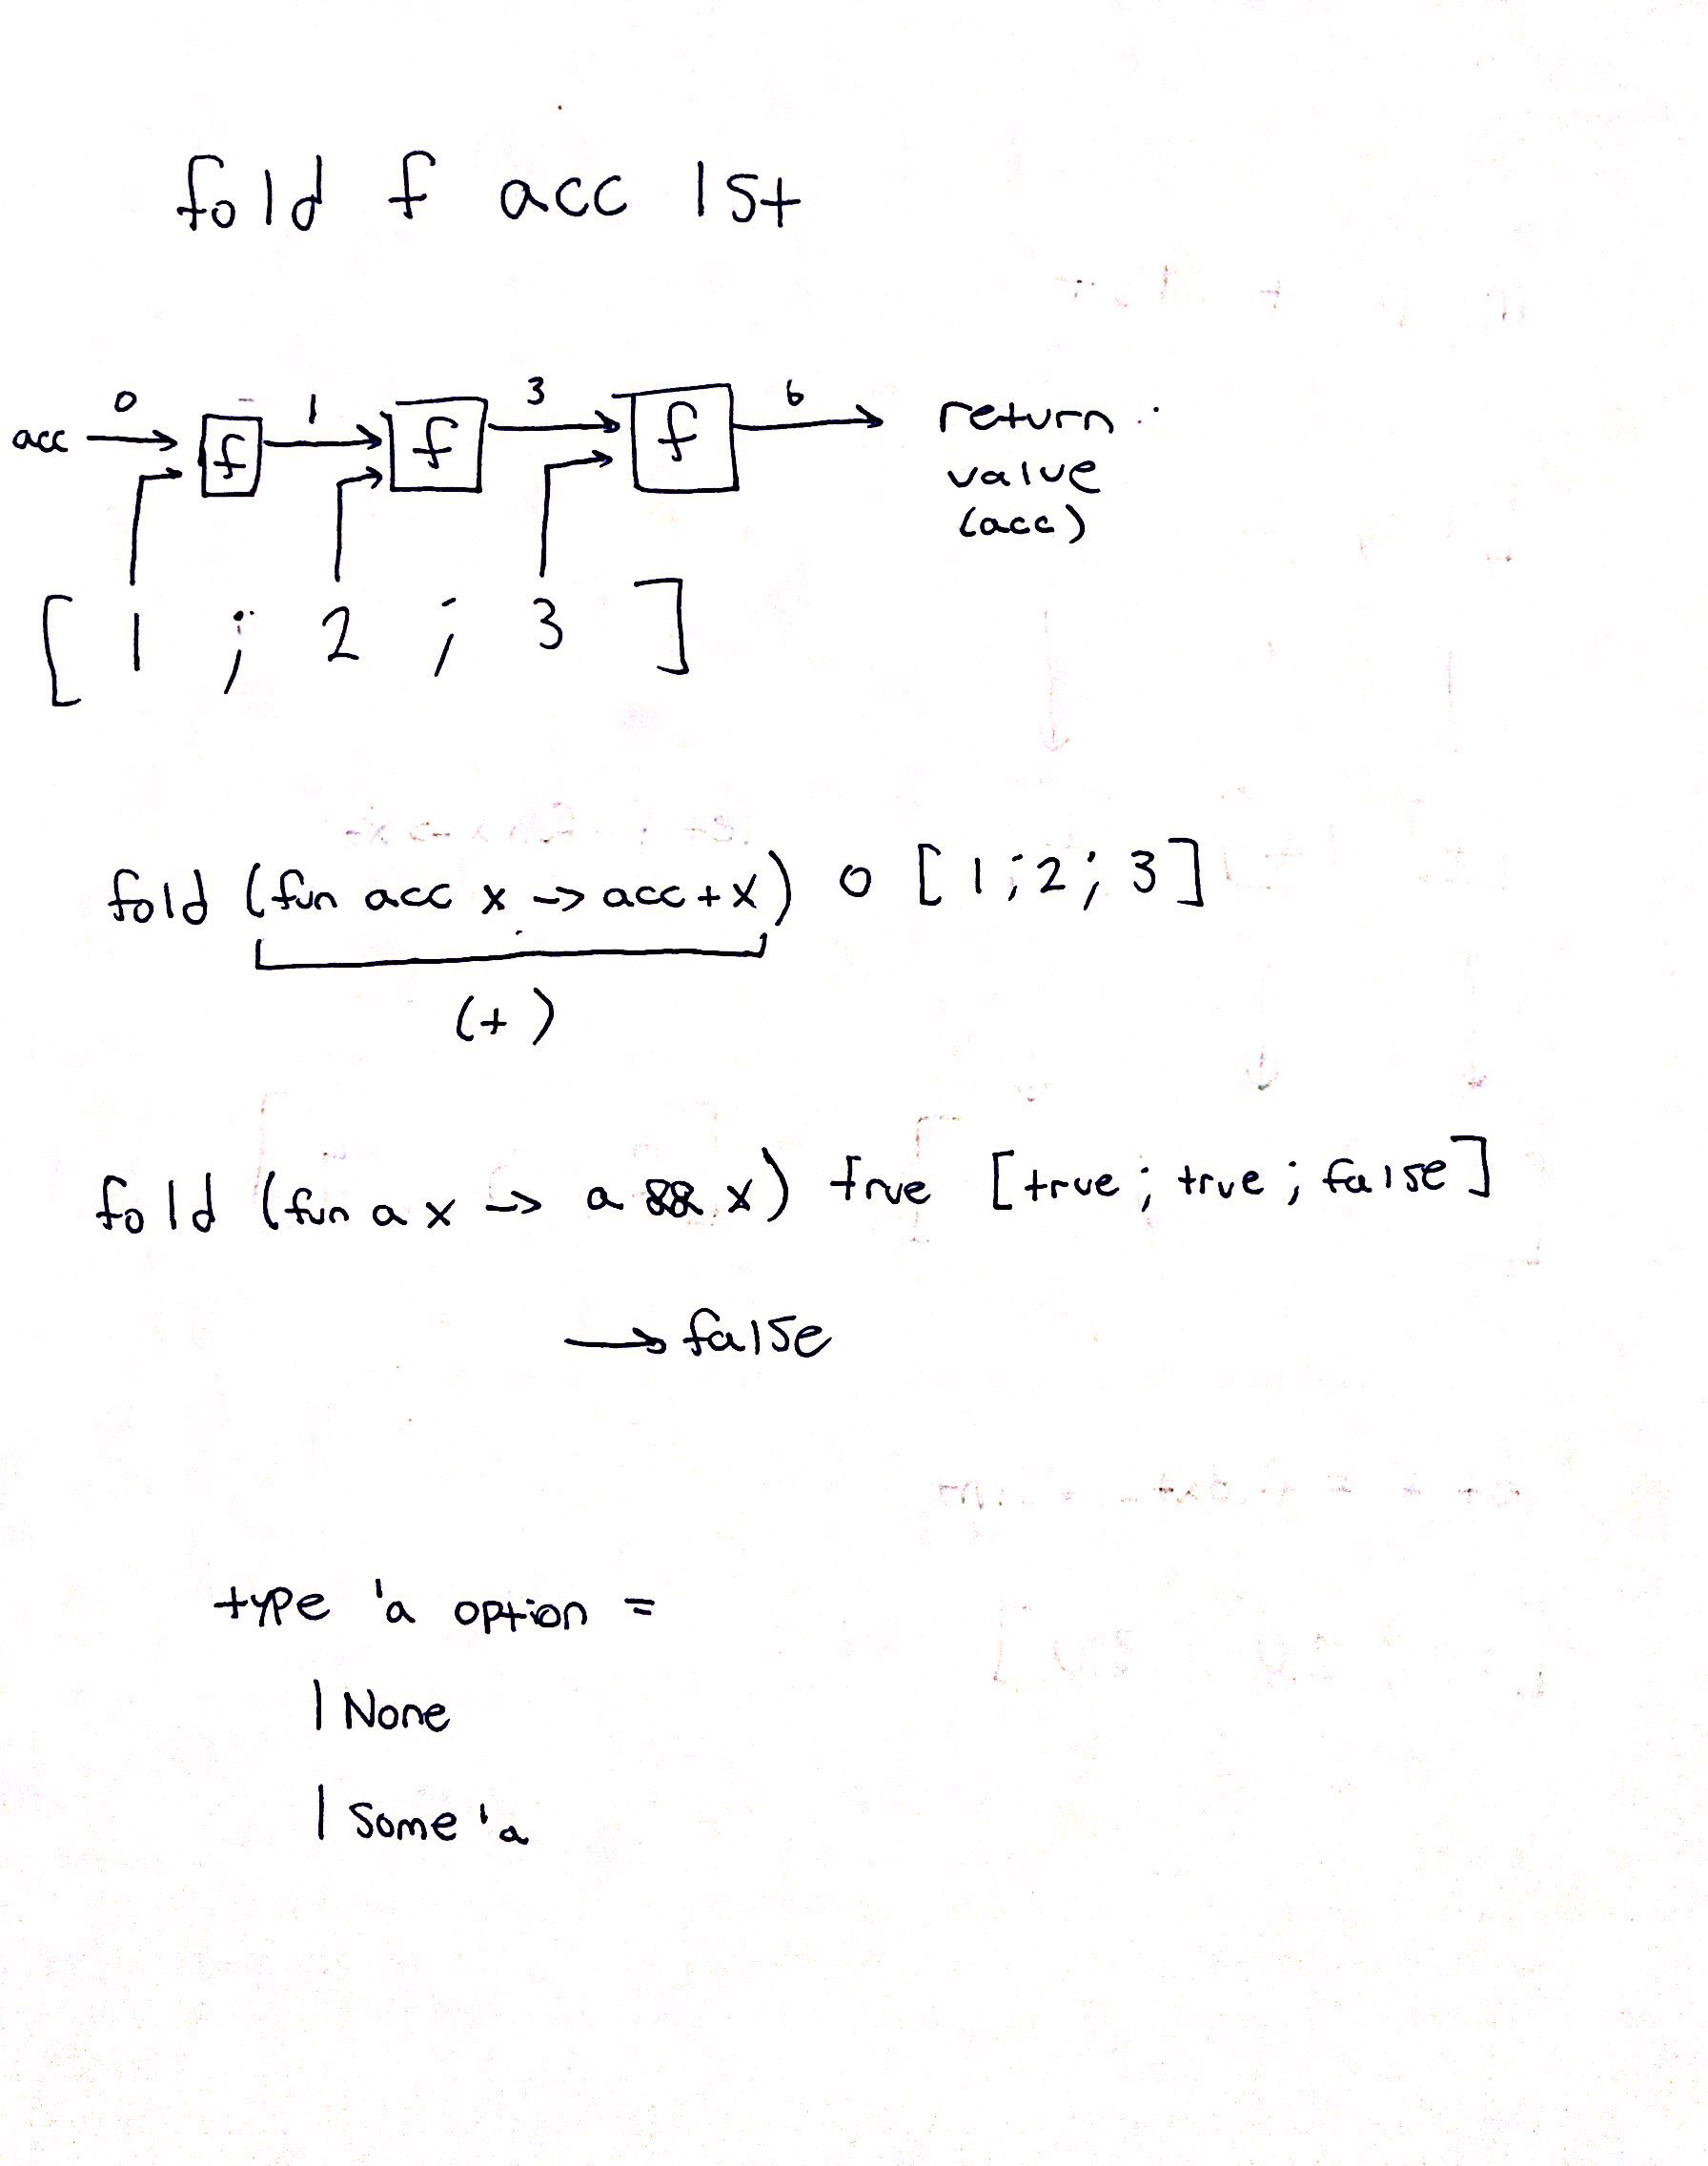 fold f acc lst
0 1 3 6
acc f f f return
value
(acc)
[ 1 ; 2 ; 3 ]
fold (fun acc x -> acc+x) 0 [1;2;3]
(+)
fold (fun a x -> a && x) true [true; true; false]
→ false
type 'a option =
| None
| Some 'a